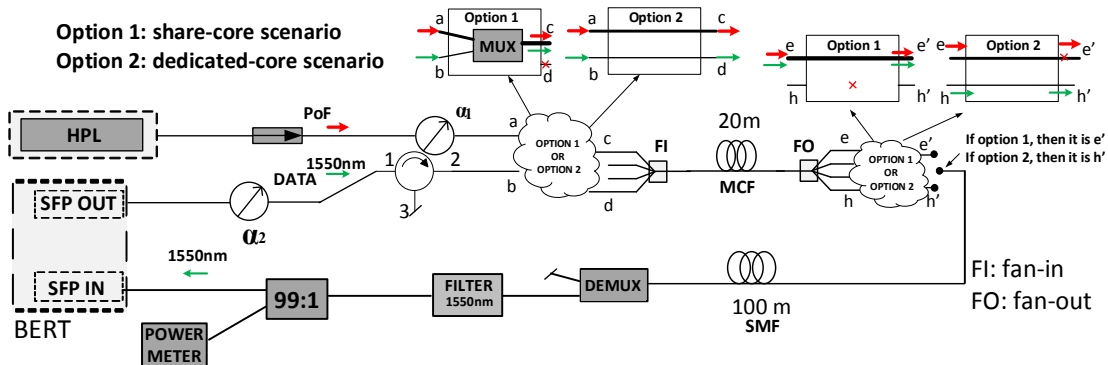 Option 1: share-core scenario
Option 2: dedicated-core scenario
a
Option 1
c
MUX
b
d
a
Option 2
c
b
d
e
Option 1
e’
h
h’
e
Option 2
e’
h
h’
HPL
PoF
α1
a
OPTION 1
OR
OPTION 2
b
c
d
FI
20m
MCF
FO
e
h
OPTION 1
OR
OPTION 2
e’
h’
If option 1, then it is e’
If option 2, then it is h’
1550nm
DATA
1
2
3
SFP OUT
α2
1550nm
SFP IN
BERT
99:1
POWER
METER
FILTER
1550nm
DEMUX
100 m
SMF
FI: fan-in
FO: fan-out